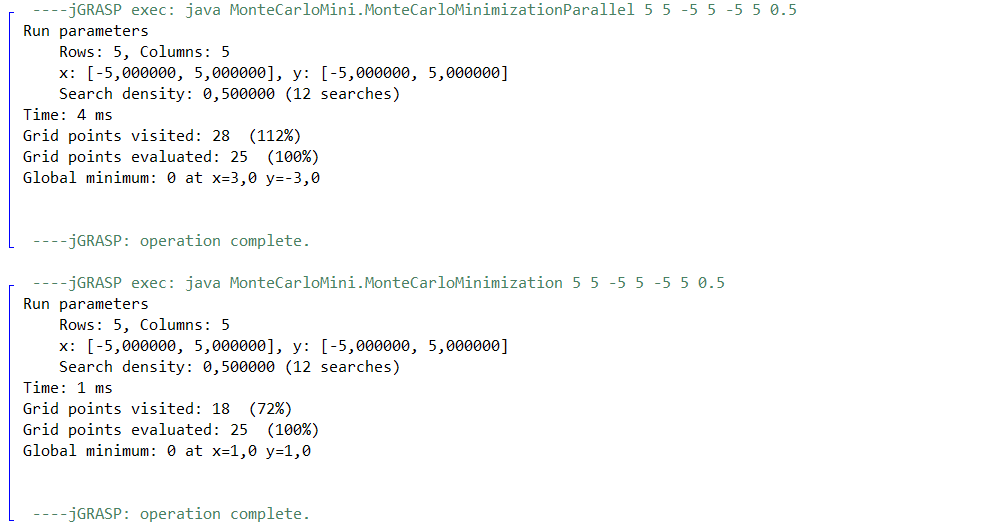 ----jGRASP exec: java MonteCarloMini.MonteCarloMinimizationParallel 5 5 -5 5 -5 5 0.5
Run parameters
Rows: 5, Columns: 5
x: [-5,000000, 5,000000], y: [-5,000000, 5,000000]
Search density: 0,500000 (12 searches)
Time: 4 ms
Grid points visited: 28  (112%)
Grid points evaluated: 25  (100%)
Global minimum: 0 at x=3,0 y=-3,0
----jGRASP: operation complete.
----jGRASP exec: java MonteCarloMini.MonteCarloMinimization 5 5 -5 5 -5 5 0.5
Run parameters
Rows: 5, Columns: 5
x: [-5,000000, 5,000000], y: [-5,000000, 5,000000]
Search density: 0,500000 (12 searches)
Time: 1 ms
Grid points visited: 18  (72%)
Grid points evaluated: 25  (100%)
Global minimum: 0 at x=1,0 y=1,0
----jGRASP: operation complete.